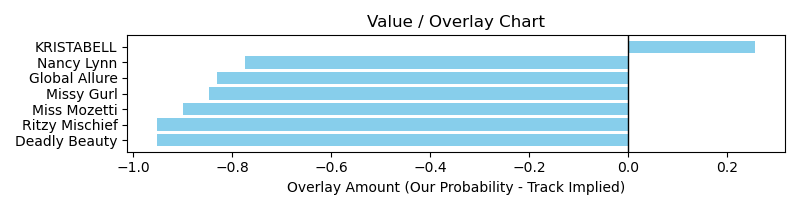 Value / Overlay Chart
KRISTABELL
Nancy Lynn
Global Allure
Missy Gurl
Miss Mozetti
Ritzy Mischief
Deadly Beauty
−1.0 −0.8 −0.6 −0.4 −0.2 0.0 0.2
Overlay Amount (Our Probability - Track Implied)